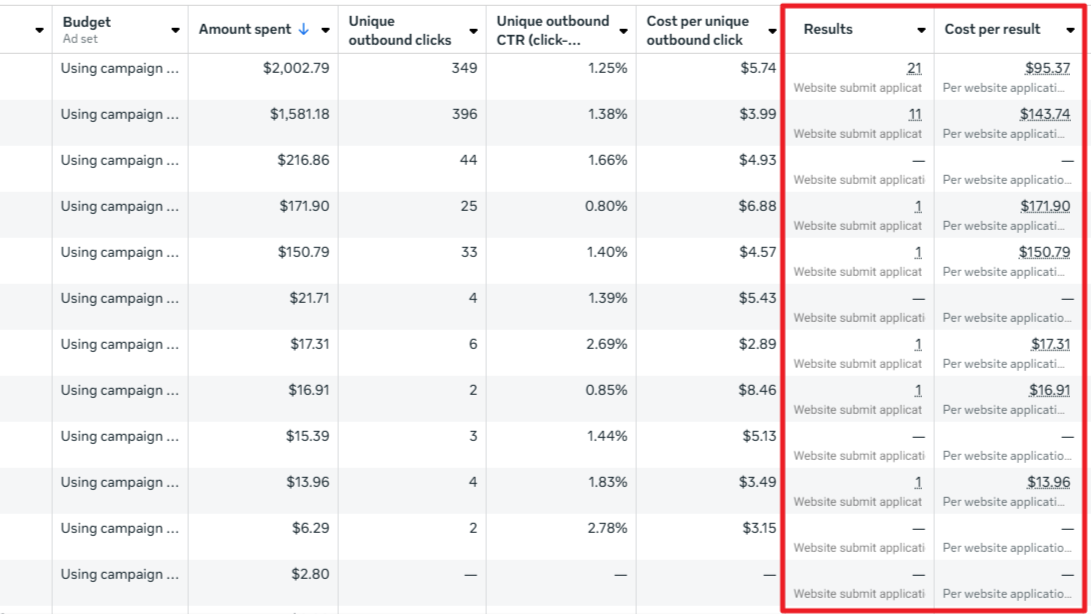 Budget
Ad set
Amount spent ↓
Unique outbound clicks
Unique outbound CTR (click-...
Cost per unique outbound click
Results
Cost per result
Using campaign ... $2,002.79 349 1.25% $5.74 21 $95.37
Website submit applicat Per website applicati...
Using campaign ... $1,581.18 396 1.38% $3.99 11 $143.74
Website submit applicat Per website applicati...
Using campaign ... $216.86 44 1.66% $4.93 — —
Website submit applicati Per website applicatio...
Using campaign ... $171.90 25 0.80% $6.88 1 $171.90
Website submit applicat Per website applicati...
Using campaign ... $150.79 33 1.40% $4.57 1 $150.79
Website submit applicat Per website applicati...
Using campaign ... $21.71 4 1.39% $5.43 — —
Website submit applicati Per website applicatio...
Using campaign ... $17.31 6 2.69% $2.89 1 $17.31
Website submit applicat Per website applicati...
Using campaign ... $16.91 2 0.85% $8.46 1 $16.91
Website submit applicat Per website applicati...
Using campaign ... $15.39 3 1.44% $5.13 — —
Website submit applicati Per website applicatio...
Using campaign ... $13.96 4 1.83% $3.49 1 $13.96
Website submit applicat Per website applicati...
Using campaign ... $6.29 2 2.78% $3.15 — —
Website submit applicati Per website applicatio...
Using campaign ... $2.80 — — — — —
Website submit applicati Per website applicatio...